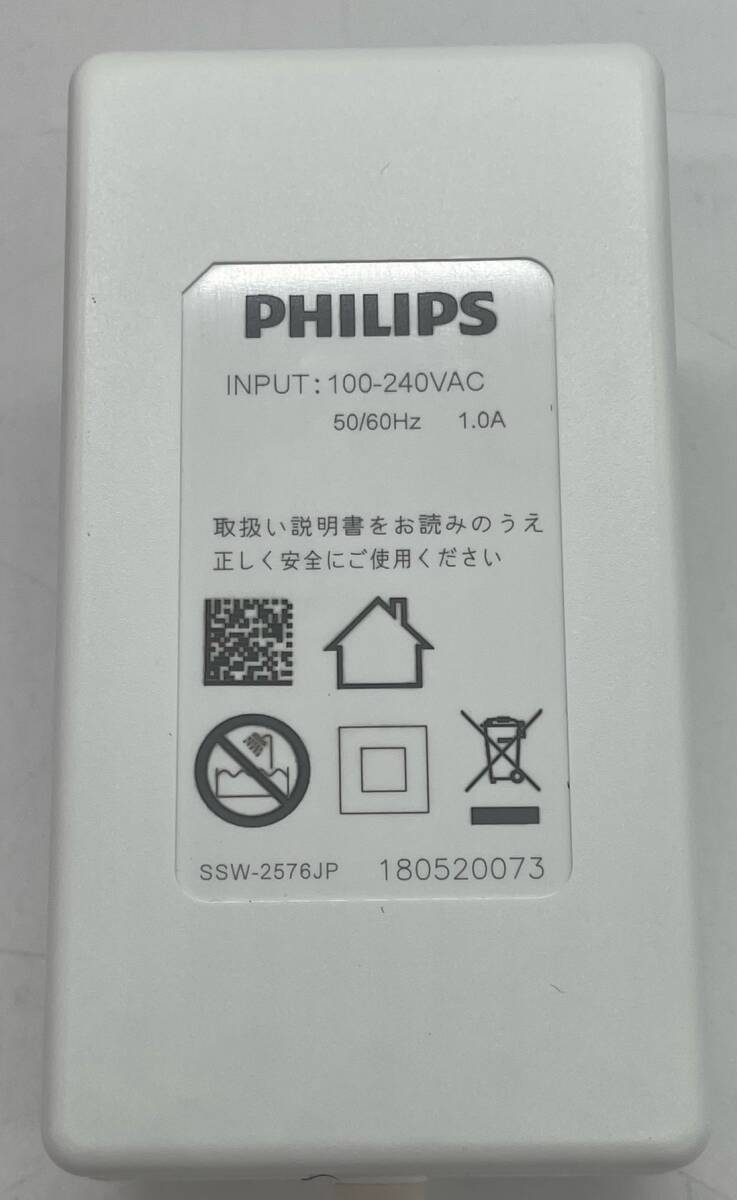 PHILIPS
INPUT: 100-240VAC
50/60Hz 1.0A
取扱い説明書をお読みのうえ
正しく安全にご使用ください
SSW-2576JP 180520073